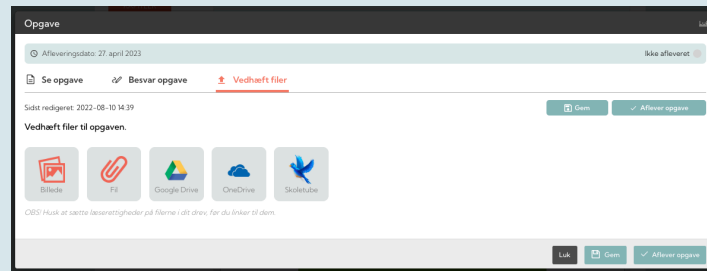 Opgave
Afleveringsdato: 27. april 2023
Ikke afleveret
Se opgave
Besvar opgave
Vedhæft filer
Sidst redigeret: 2022-08-10 14:39
Gem
Aflever opgave
Vedhæft filer til opgaven.
Billede
Fil
Google Drive
OneDrive
Skoletube
OBS! Husk at sætte læserettigheder på filerne i dit drev, før du linker til dem.
Luk
Gem
Aflever opgave